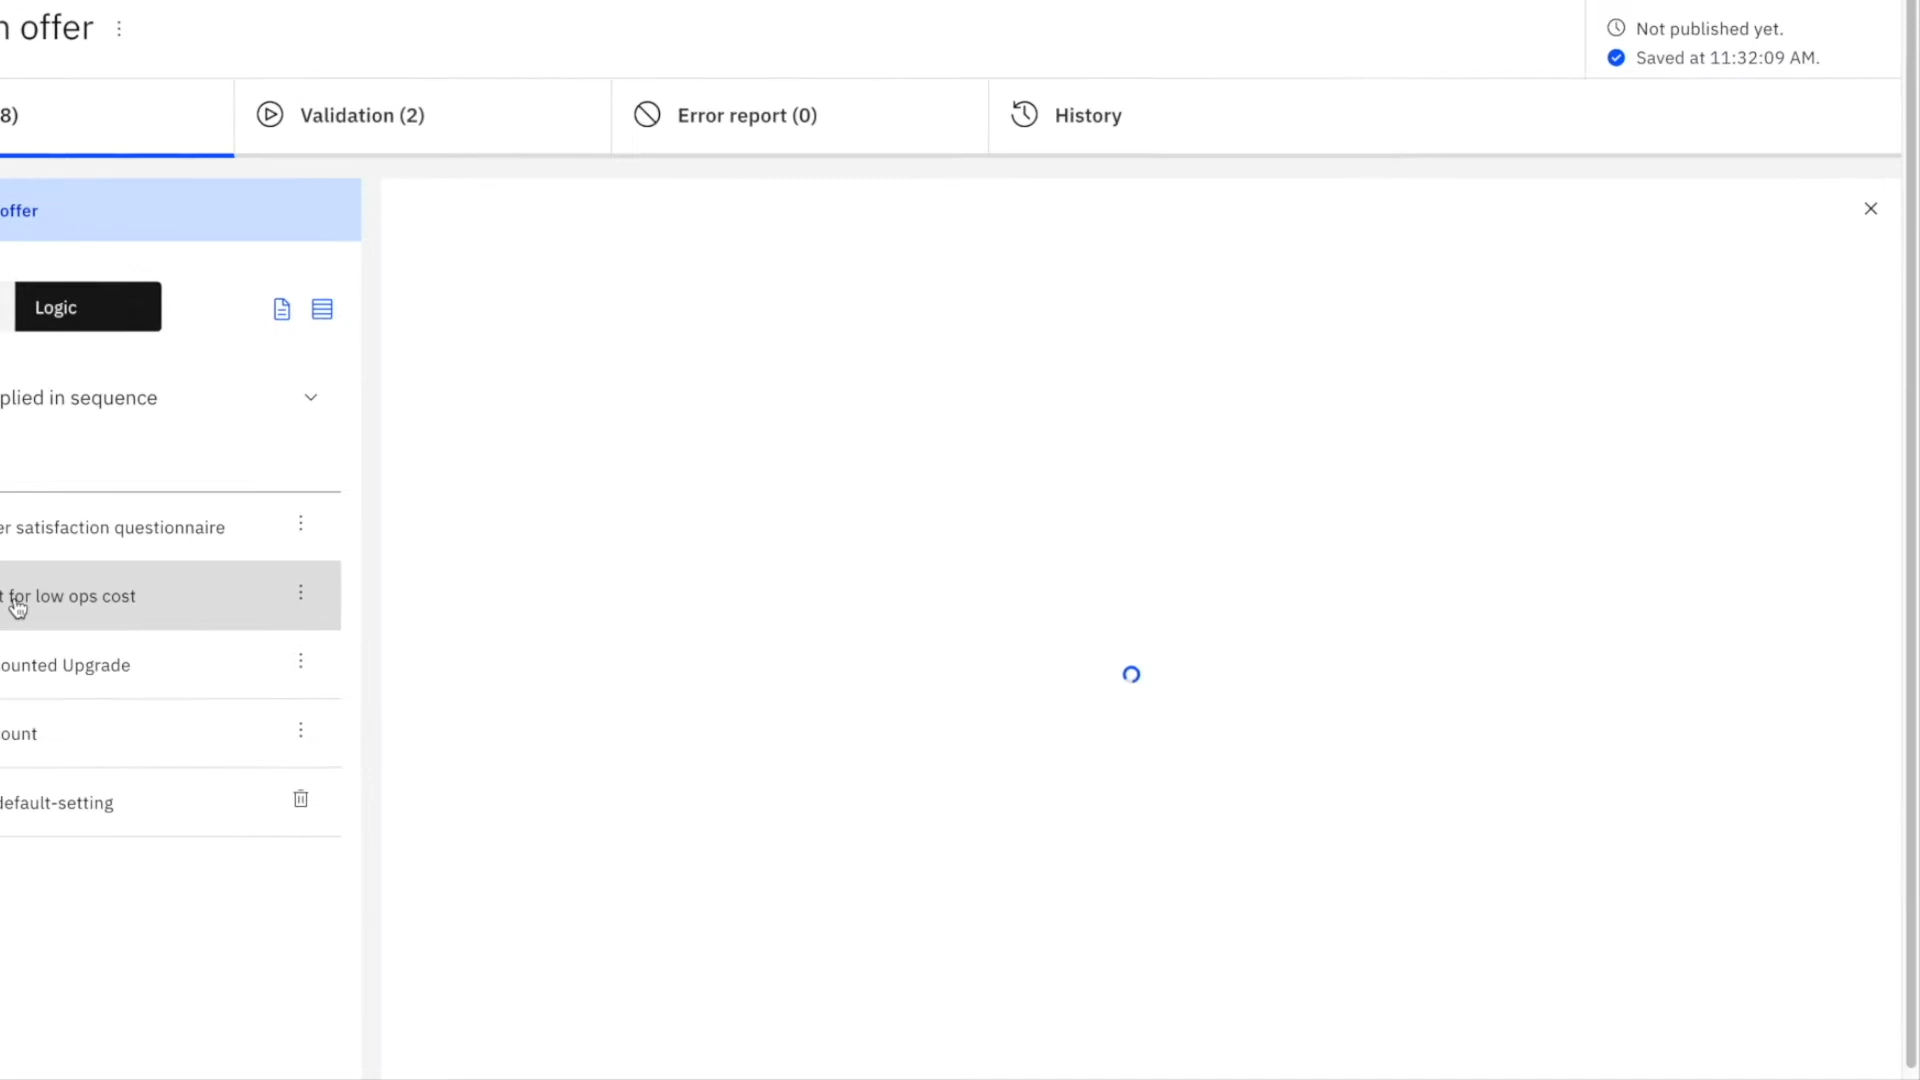 n offer
Not published yet.
Saved at 11:32:09 AM.
8)
Validation (2)
Error report (0)
History
offer
Logic
plied in sequence
er satisfaction questionnaire
t for low ops cost
ounted Upgrade
ount
default-setting